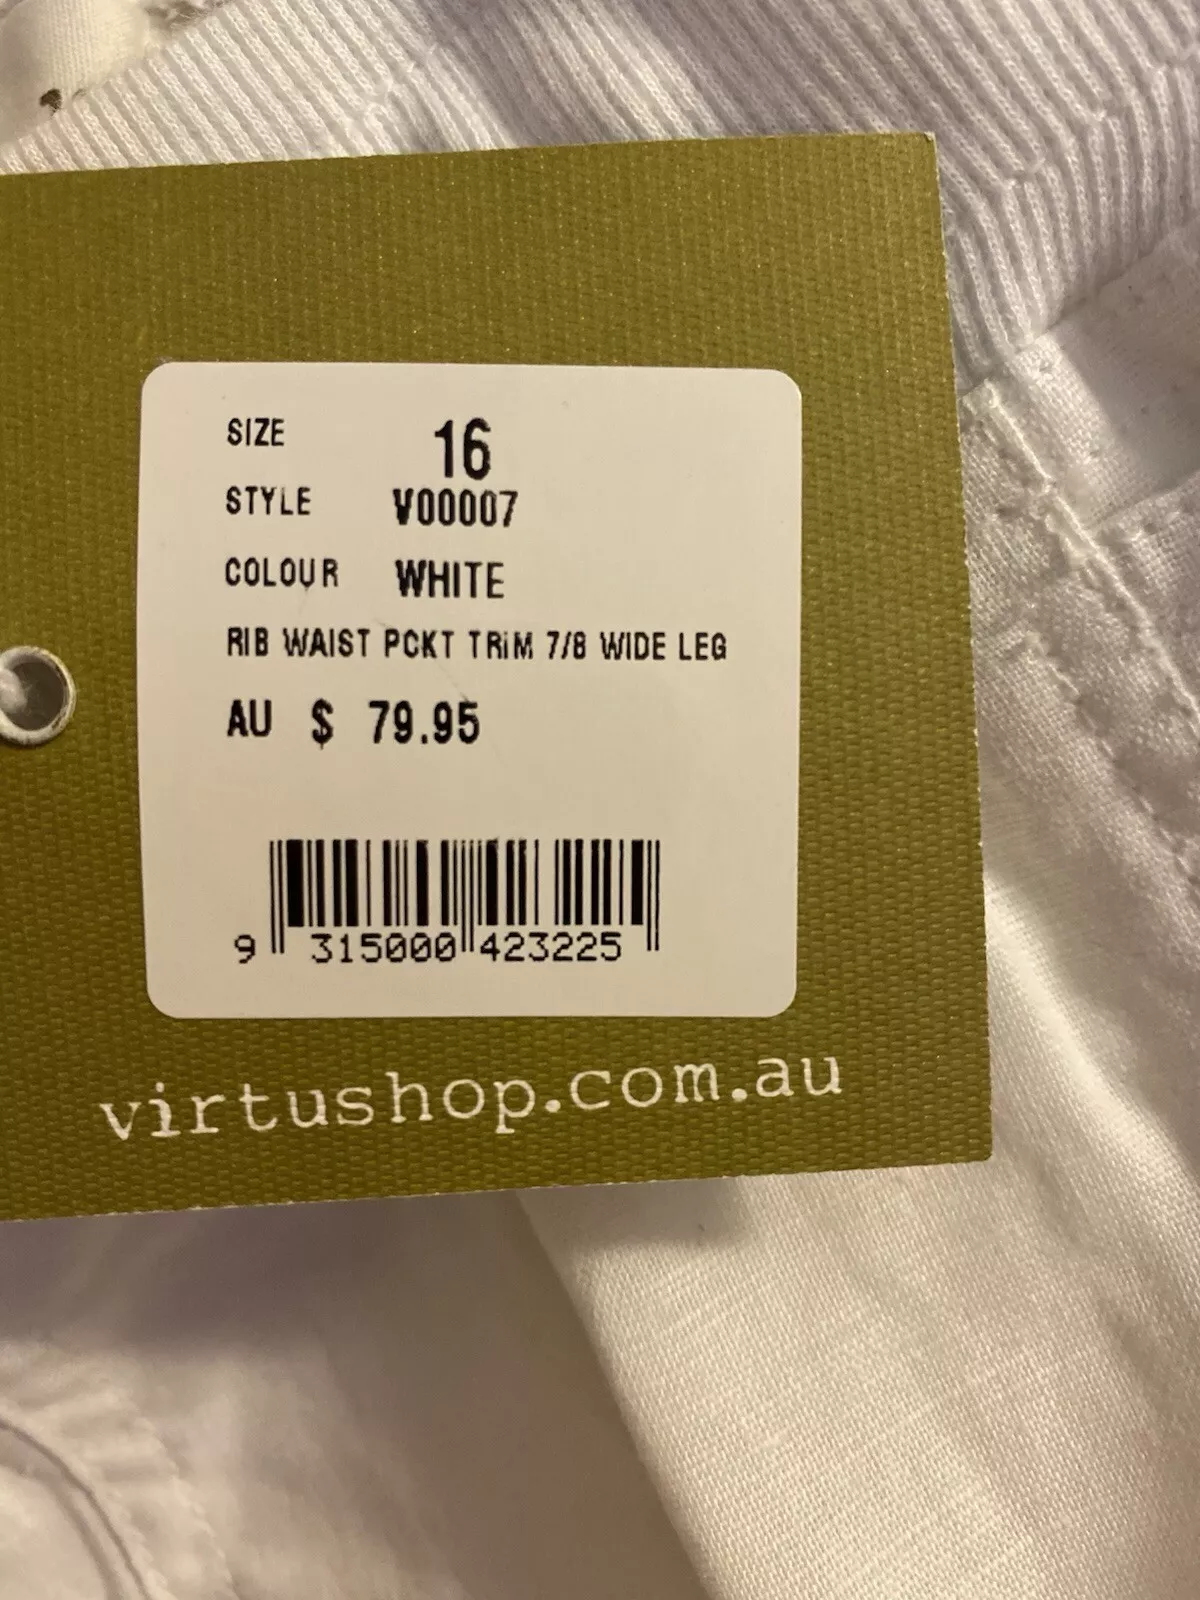 SIZE 16
STYLE V00007
COLOUR WHITE
RIB WAIST PCKT TRIM 7/8 WIDE LEG
AU $ 79.95
9 315000 423225
virtushop.com.au